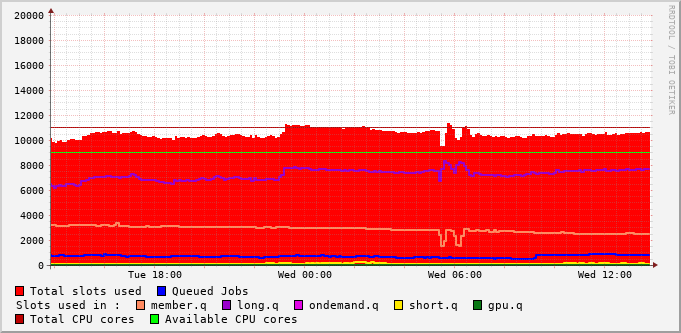 20000
18000
16000
14000
12000
10000
8000
6000
4000
2000
0
Tue 18:00 Wed 00:00 Wed 06:00 Wed 12:00
RRDTOOL / TOBI OETIKER
Total slots used Queued Jobs
Slots used in : member.q long.q ondemand.q short.q gpu.q
Total CPU cores Available CPU cores